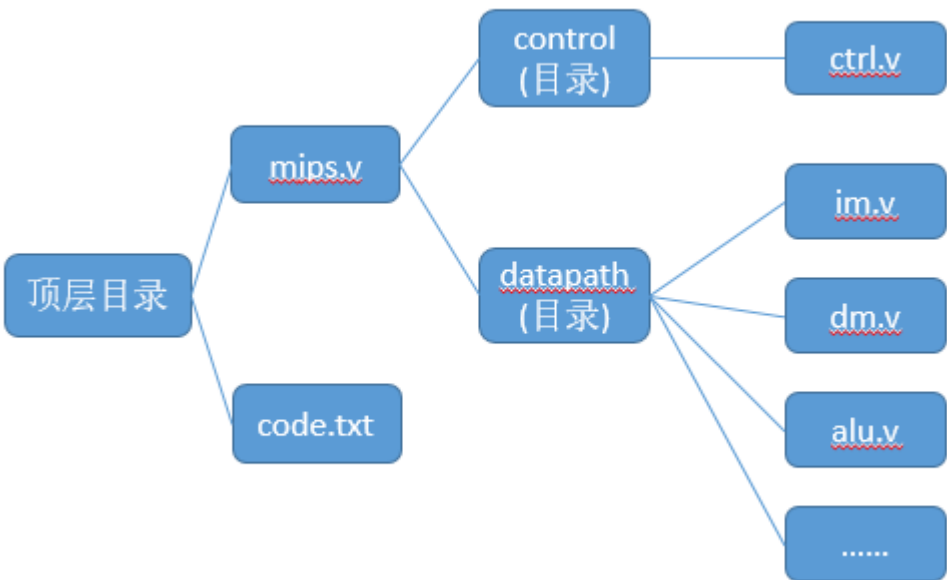 control
(目录)
ctrl.v
mips.v
im.v
顶层目录
datapath
(目录)
dm.v
code.txt
alu.v
......